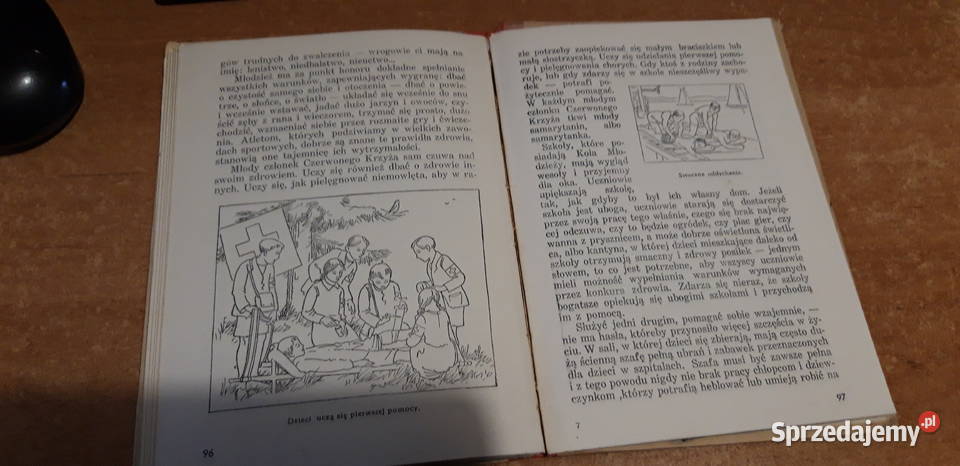 gów trudnych do zwalczenia — wrogowie ci mają na
imię: lenistwo, niedbalstwo, nieuctwo...
Młodzież ma za punkt honoru dokładne spełnianie
wszystkich warunków, zapewniających wygraną: dbać
o czystość samego siebie i otoczenia — dbać o powie-
trze, o słońce, o światło — układać się wcześnie do snu
i wcześnie wstawać, jadać dużo jarzyn i owoców, czy-
ścić zęby z rana i wieczorem, trzymać się prosto, dużo
chodzić, wzmacniać siebie przez rozmaite gry i ćwicze-
nia. Atletom, których podziwiamy w wielkich zawo-
dach sportowych, dobrze są znane te prawidła zdrowia,
stanowią one tajemnicę ich wytrzymałości.
Młody członek Czerwonego Krzyża sam czuwa nad
swoim zdrowiem. Uczy się również dbać o zdrowie in-
nych. Uczy się, jak pielęgnować niemowlęta, aby w ra-
Dzieci uczą się pierwszej pomocy.
96
zie potrzeby zaopiekować się małym braciszkiem lub
małą siostrzyczką. Uczy się udzielania pierwszej pomo-
cy i pielęgnowania chorych. Gdy ktoś z rodziny zacho-
ruje, lub gdy zdarzy się w szkole nieszczęśliwy wypa-
dek — potrafi po-
żytecznie pomagać.
W każdym młodym
członku Czerwonego
Krzyża tkwi młody
samarytanin, albo
samarytanka.
Szkoły, które po-
siadają Koła Mło-
dzieży, mają wygląd
wesoły i przyjemny
dla oka. Uczniowie
upiększają szkołę,
Sztuczne oddychanie.
tak, jak gdyby to był ich własny dom. Jeżeli
szkoła jest uboga, uczniowie starają się dostarczyć
przez swoją pracę tego właśnie, czego się brak najwię-
cej odczuwa, czy to będzie ogródek, czy plac gier, czy
wanna z prysznicem, a może dobrze oświetlona świetli-
ca, albo kantyna, w której dzieci mieszkające daleko od
szkoły otrzymują smaczny i zdrowy posiłek — jednym
słowem, to co jest potrzebne, aby wszyscy uczniowie
mieli możność wypełniania warunków wymaganych
przez konkurs zdrowia. Zdarza się nieraz, że szkoły
bogatsze opiekują się ubogimi szkołami i przychodzą
im z pomocą.
Służyć jedni drugim, pomagać sobie wzajemnie, —
nie ma hasła, któreby przynosiło więcej szczęścia w ży-
ciu. W sali, w której dzieci się zbierają, mają często du-
żą ścienną szafę pełną ubrań i zabawek przeznaczonych
dla dzieci w szpitalach. Szafa musi być zawsze pełna
i z tego powodu nigdy nie brak pracy chłopcom i dziew-
czynkom ,którzy potrafią heblować lub umieją robić na
7
97
Sprzedajemy.pl